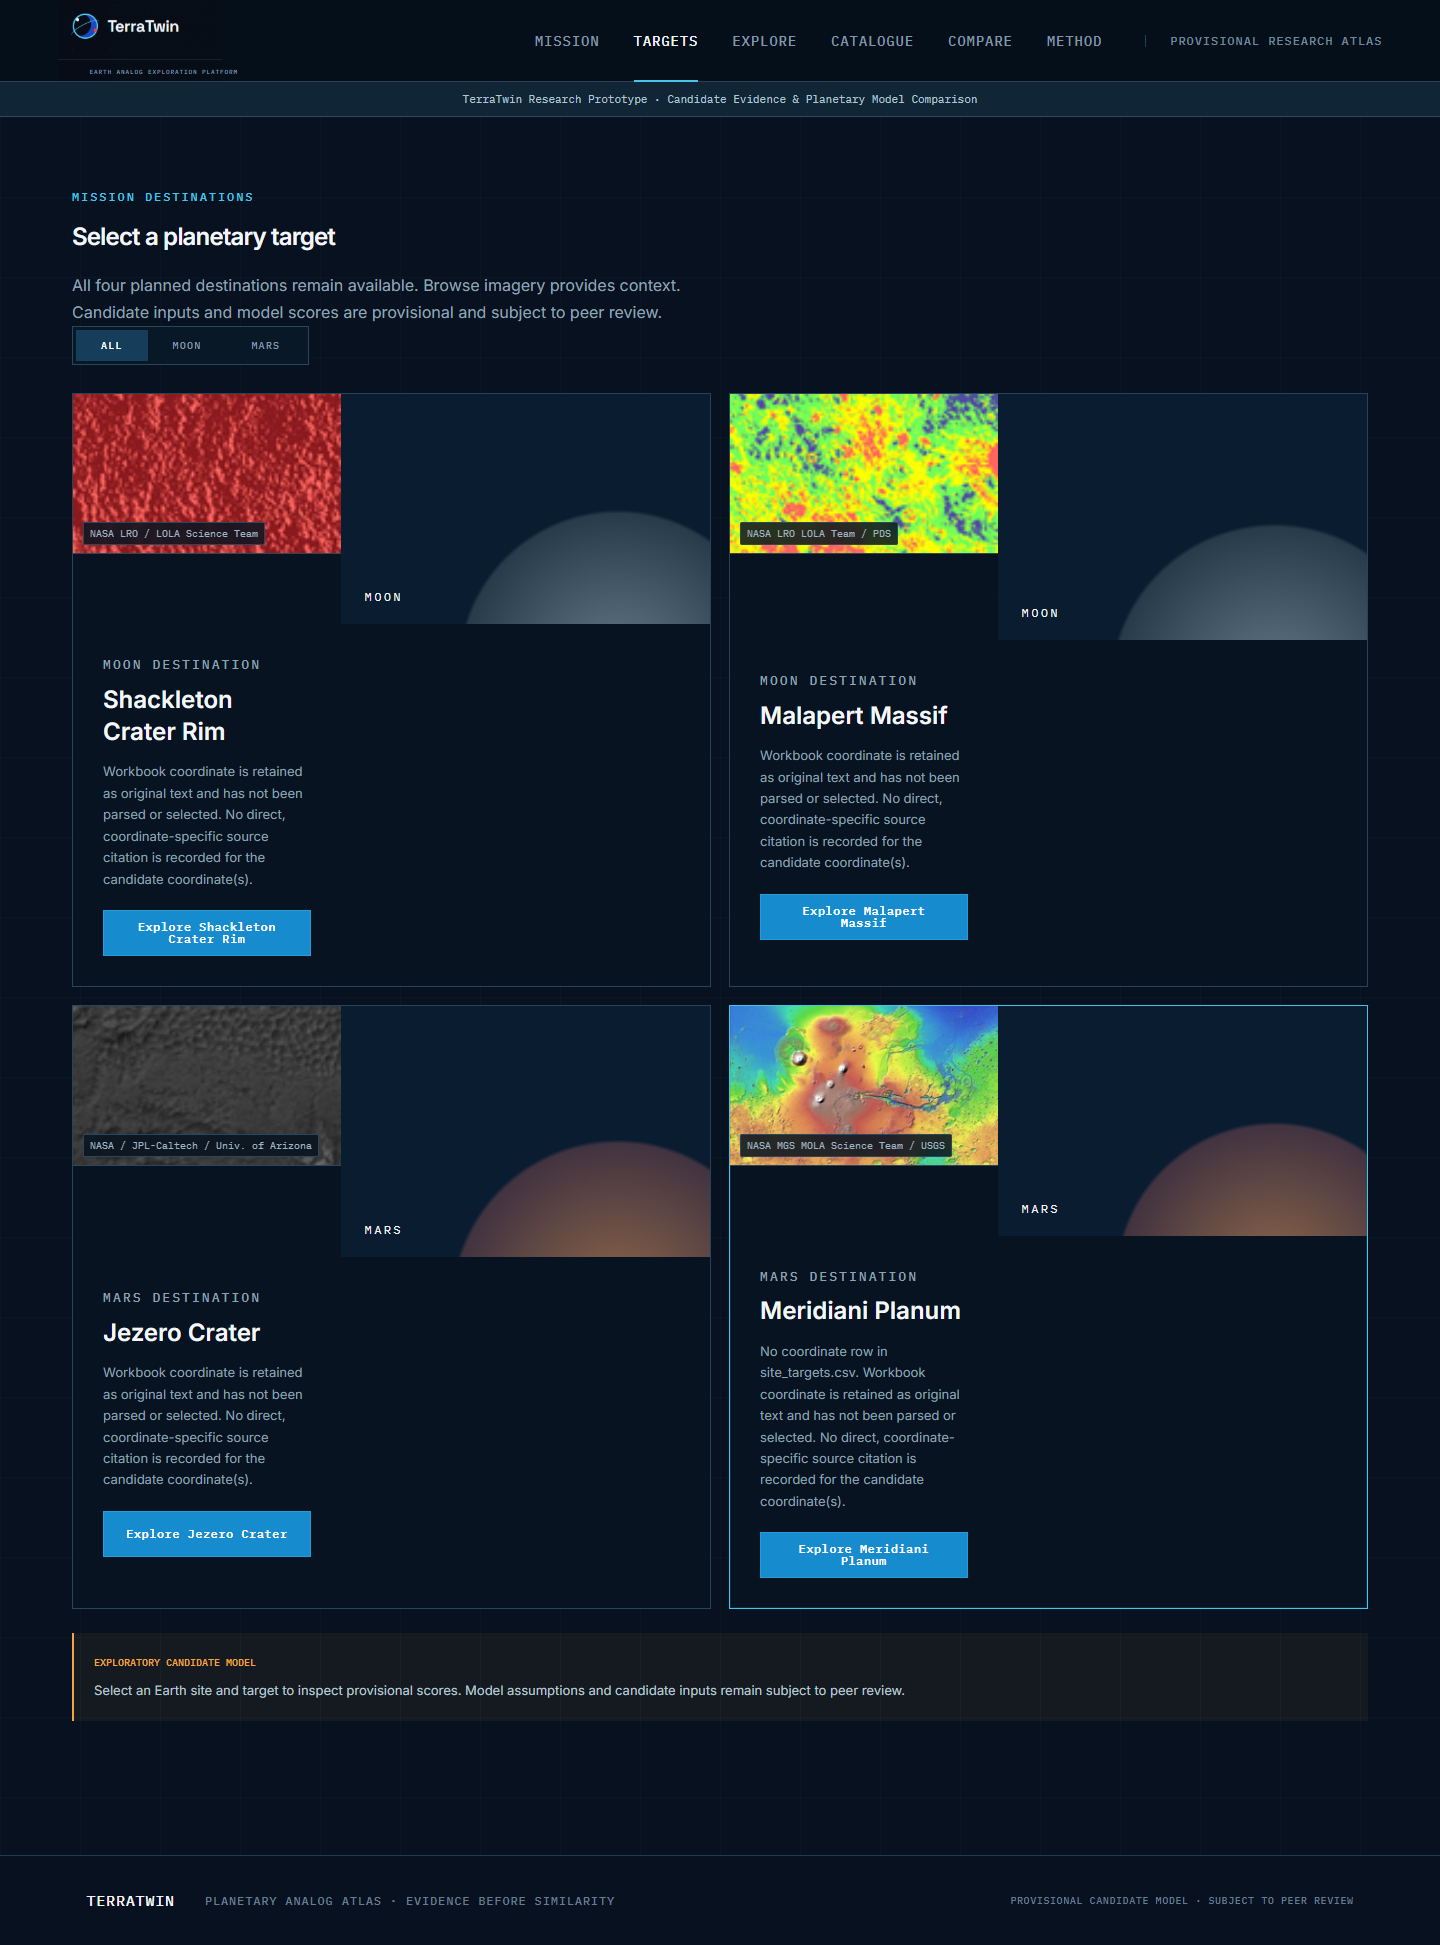 TerraTwin
EARTH ANALOG EXPLORATION PLATFORM
MISSION
TARGETS
EXPLORE
CATALOGUE
COMPARE
METHOD
PROVISIONAL RESEARCH ATLAS
TerraTwin Research Prototype · Candidate Evidence & Planetary Model Comparison
MISSION DESTINATIONS
Select a planetary target
All four planned destinations remain available. Browse imagery provides context.
Candidate inputs and model scores are provisional and subject to peer review.
ALL
MOON
MARS
NASA LRO / LOLA Science Team
MOON
MOON DESTINATION
Shackleton
Crater Rim
Workbook coordinate is retained
as original text and has not been
parsed or selected. No direct,
coordinate-specific source
citation is recorded for the
candidate coordinate(s).
Explore Shackleton
Crater Rim
NASA LRO LOLA Team / PDS
MOON
MOON DESTINATION
Malapert Massif
Workbook coordinate is retained
as original text and has not been
parsed or selected. No direct,
coordinate-specific source
citation is recorded for the
candidate coordinate(s).
Explore Malapert
Massif
NASA / JPL-Caltech / Univ. of Arizona
MARS
MARS DESTINATION
Jezero Crater
Workbook coordinate is retained
as original text and has not been
parsed or selected. No direct,
coordinate-specific source
citation is recorded for the
candidate coordinate(s).
Explore Jezero Crater
NASA MGS MOLA Science Team / USGS
MARS
MARS DESTINATION
Meridiani Planum
No coordinate row in
site_targets.csv. Workbook
coordinate is retained as original
text and has not been parsed or
selected. No direct, coordinate-
specific source citation is
recorded for the candidate
coordinate(s).
Explore Meridiani
Planum
EXPLORATORY CANDIDATE MODEL
Select an Earth site and target to inspect provisional scores. Model assumptions and candidate inputs remain subject to peer review.
TERRATWIN
PLANETARY ANALOG ATLAS · EVIDENCE BEFORE SIMILARITY
PROVISIONAL CANDIDATE MODEL · SUBJECT TO PEER REVIEW